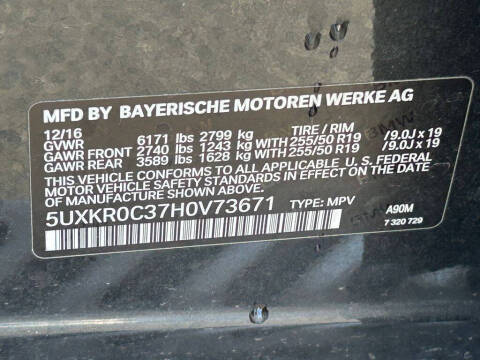 MFD BY BAYERISCHE MOTOREN WERKE AG
12/16 TIRE / RIM
GVWR 6171 lbs 2799 kg
GAWR FRONT 2740 lbs 1243 kg WITH 255/50 R19 /9.0J x 19
GAWR REAR 3589 lbs 1628 kg WITH 255/50 R19 /9.0J x 19
THIS VEHICLE CONFORMS TO ALL APPLICABLE U.S. FEDERAL
MOTOR VEHICLE SAFETY STANDARDS IN EFFECT ON THE DATE
OF MANUFACTURE SHOWN ABOVE.
5UXKR0C37H0V73671 TYPE: MPV A90M
7 320 729